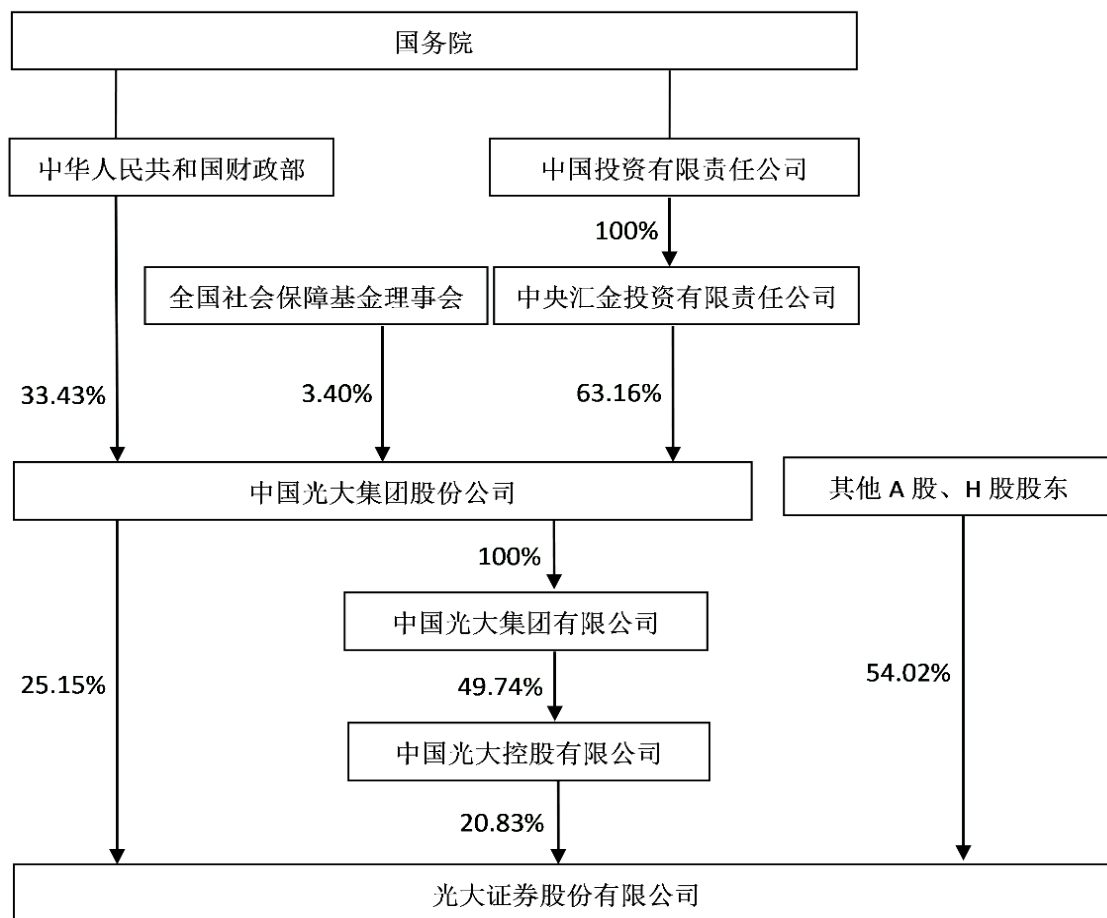 国务院
中华人民共和国财政部
中国投资有限责任公司
100%
全国社会保障基金理事会
中央汇金投资有限责任公司
33.43%
3.40%
63.16%
中国光大集团股份公司
其他 A 股、H 股股东
100%
中国光大集团有限公司
25.15%
49.74%
54.02%
中国光大控股有限公司
20.83%
光大证券股份有限公司